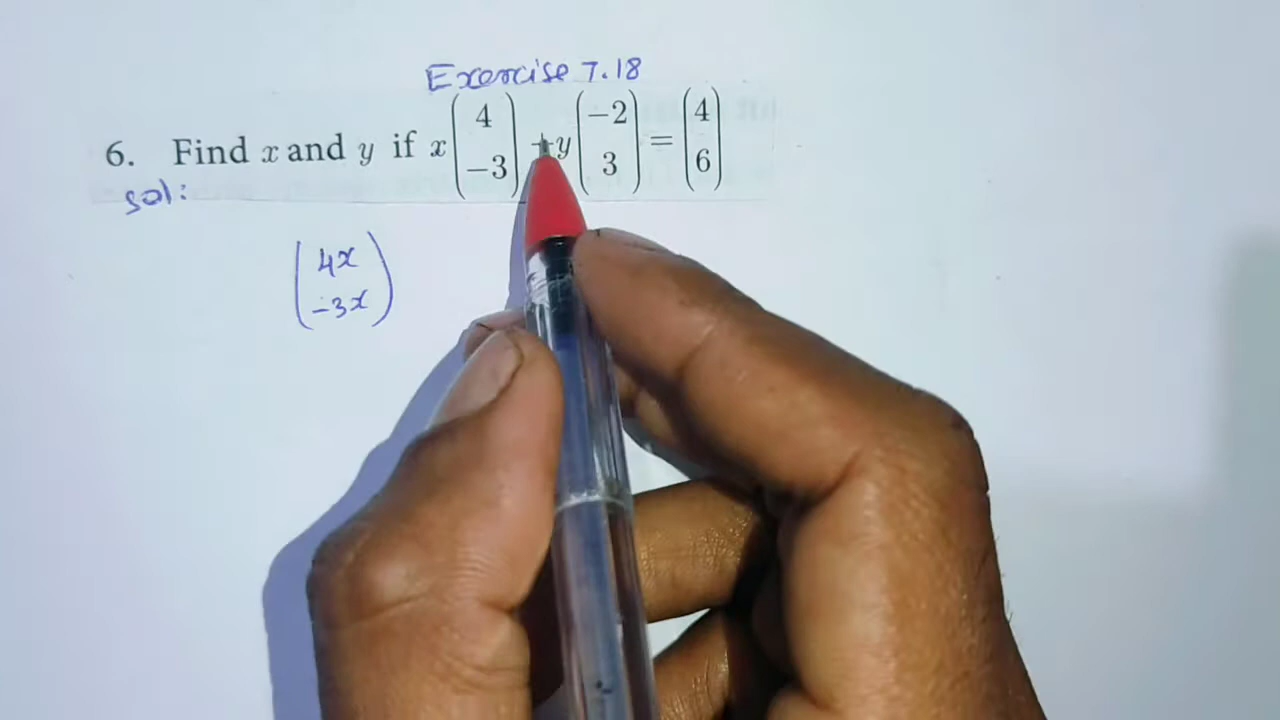 Exercise 7.18
6. Find x and y if x(4 -3) + y(-2 3) = (4 6)
Sol:
(4x -3x)